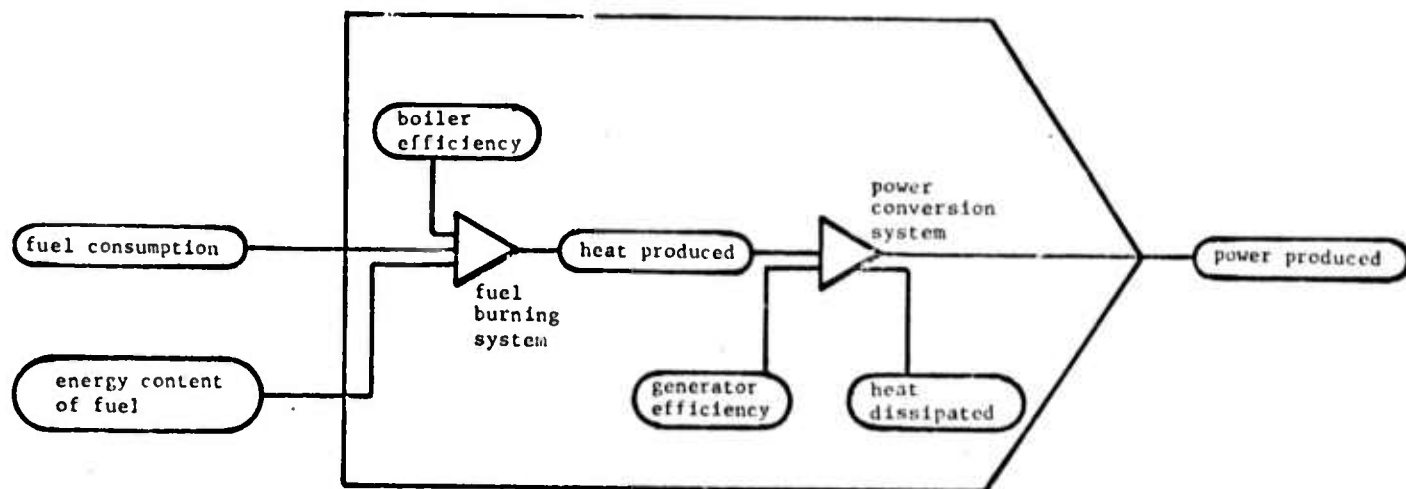 boiler
efficiency
fuel consumption
heat produced
power
conversion
system
power produced
fuel
burning
system
energy content
of fuel
generator
efficiency
heat
dissipated